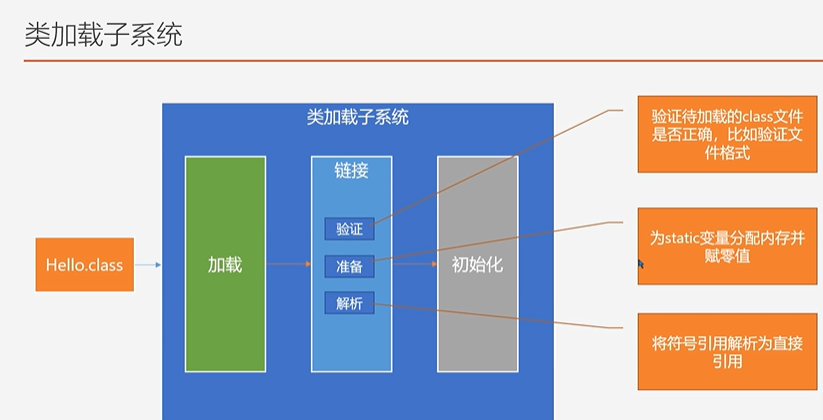 类加载子系统
类加载子系统
Hello.class
加载
链接
验证
准备
解析
初始化
验证待加载的class文件
是否正确，比如验证文
件格式
为static变量分配内存并
赋零值
将符号引用解析为直接
引用